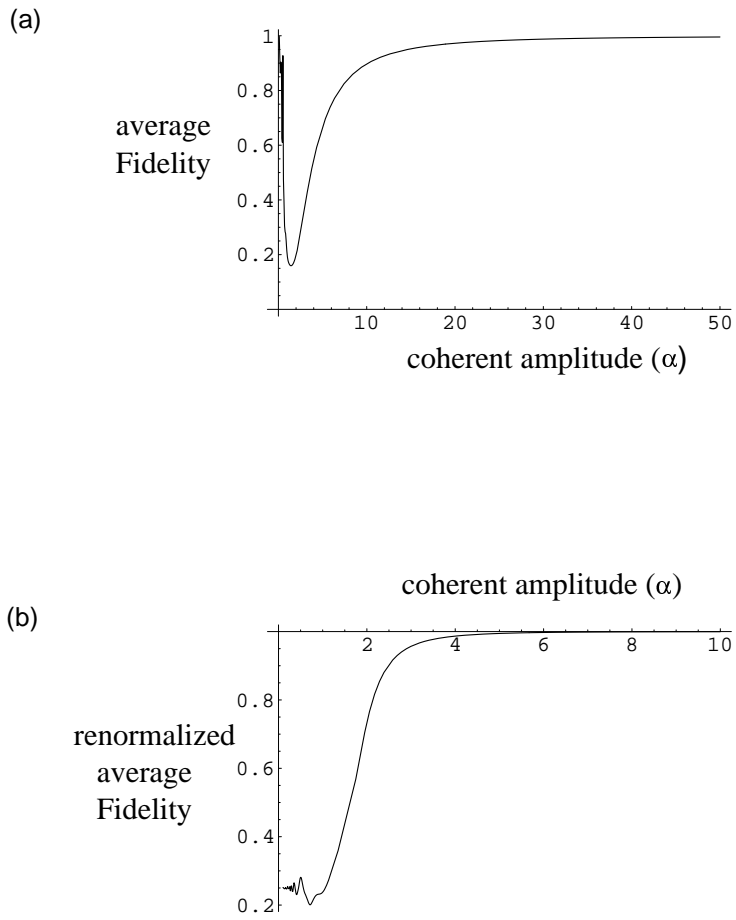 (a)
1
0.8
average
0.6
Fidelity
0.4
0.2
10 20 30 40 50
coherent amplitude (α)
coherent amplitude (α)
(b)
2 4 6 8 10
0.8
renormalized
0.6
average
Fidelity
0.4
0.2